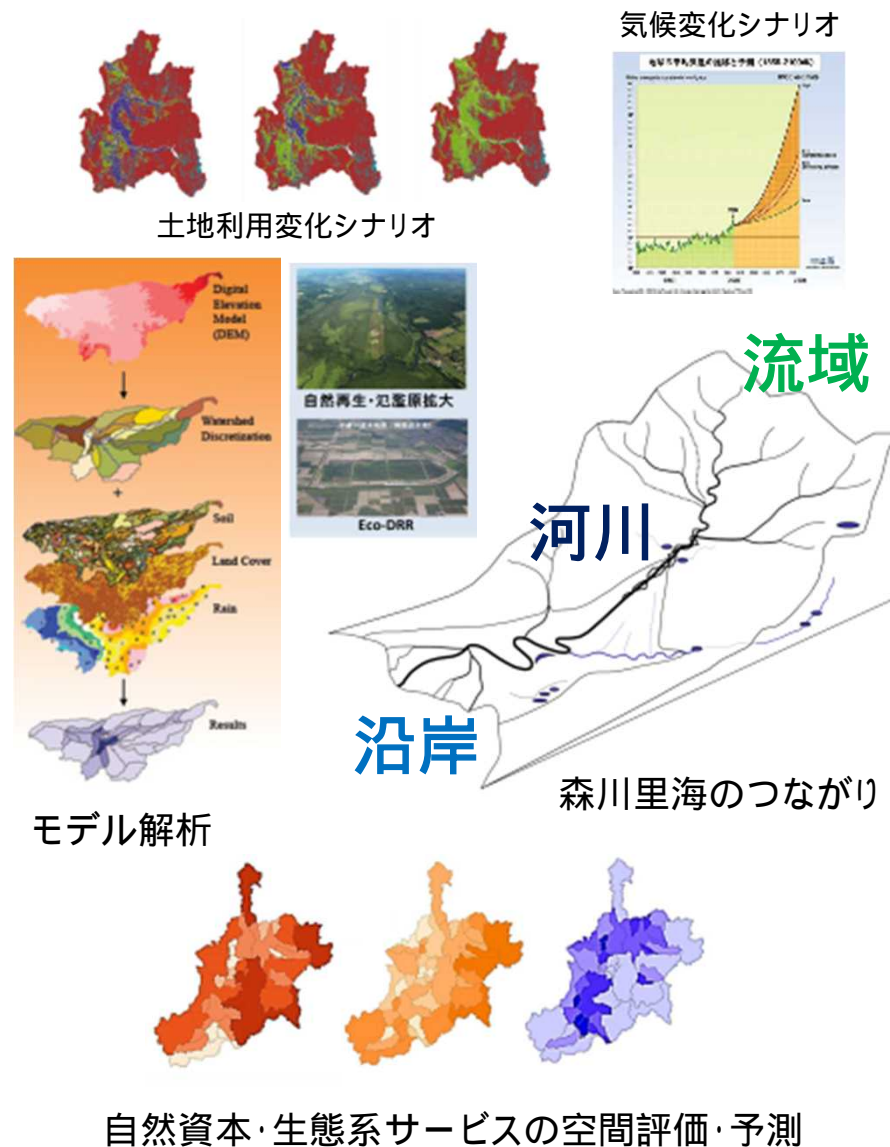 気候変化シナリオ
土地利用変化シナリオ
Digital
Elevation
Model
(DEM)
Watershed
Discretization
+
Soil
Land Cover
Rain
Results
モデル解析
自然再生・氾濫原拡大
Eco-DRR
流域
河川
沿岸
森川里海のつながり
自然資本・生態系サービスの空間評価・予測